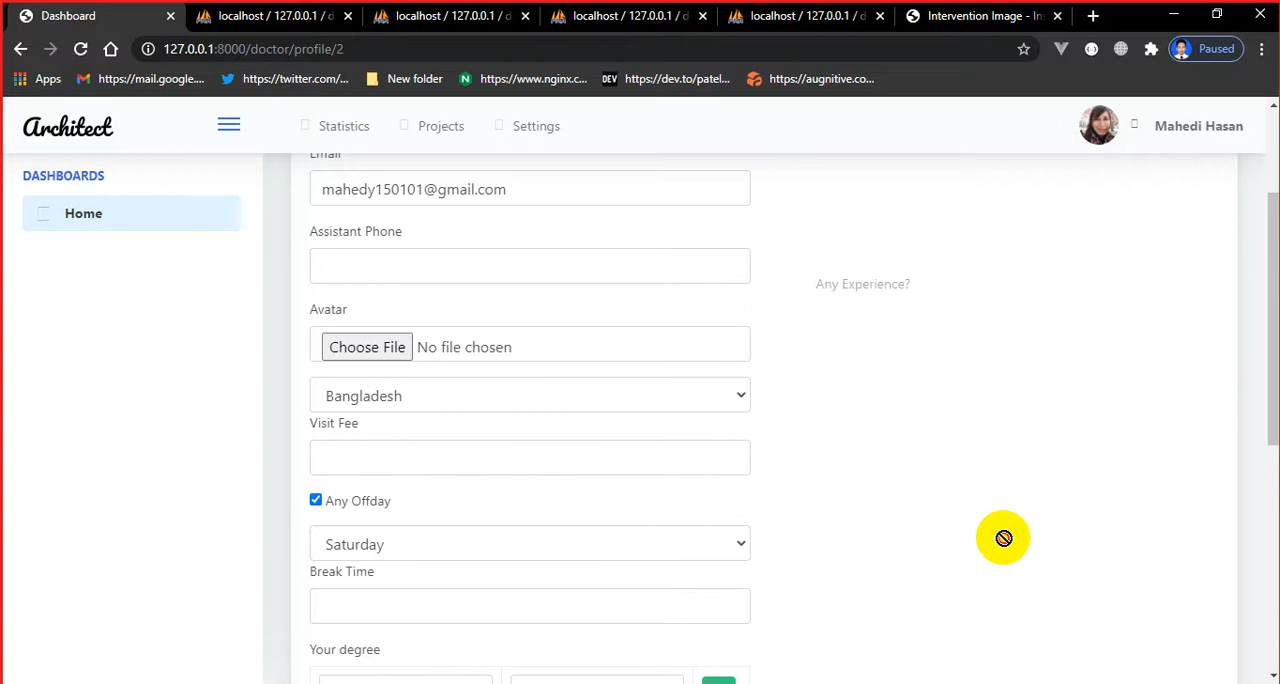 Dashboard
localhost / 127.0.0.1 / d
localhost / 127.0.0.1 / d
localhost / 127.0.0.1 / d
localhost / 127.0.0.1 / d
Intervention Image - In
127.0.0.1:8000/doctor/profile/2
Paused
Apps
https://mail.google....
https://twitter.com/...
New folder
https://www.nginx.c...
DEV
https://dev.to/patel...
https://augnitive.co...
Architect
Statistics
Projects
Settings
Mahedi Hasan
DASHBOARDS
Home
Email
mahedy150101@gmail.com
Assistant Phone
Any Experience?
Avatar
Choose File No file chosen
Bangladesh
Visit Fee
Any Offday
Saturday
Break Time
Your degree